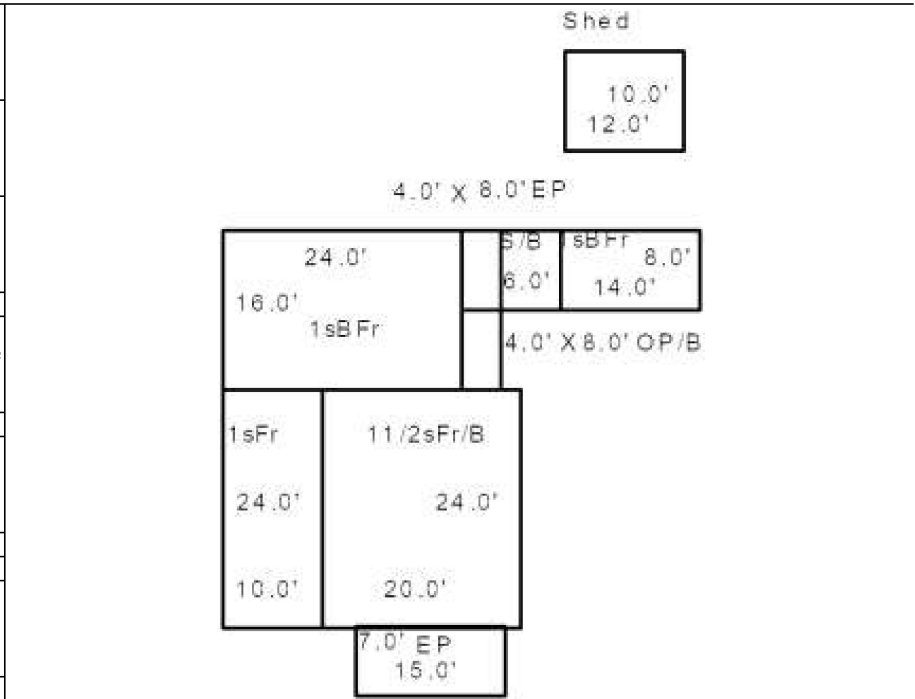 Shed
10.0'
12.0'
4.0' X 8.0' EP
24.0'
16.0'
1sBFr
S/B
6.0'
1sBFr
8.0'
14.0'
4.0' X 8.0' OP/B
1sFr
24.0'
10.0'
11/2sFr/B
24.0'
20.0'
7.0' EP
15.0'